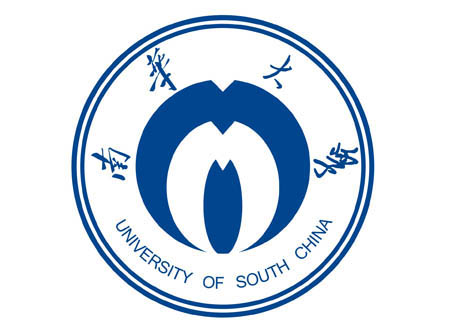 南华大学
UNIVERSITY OF SOUTH CHINA